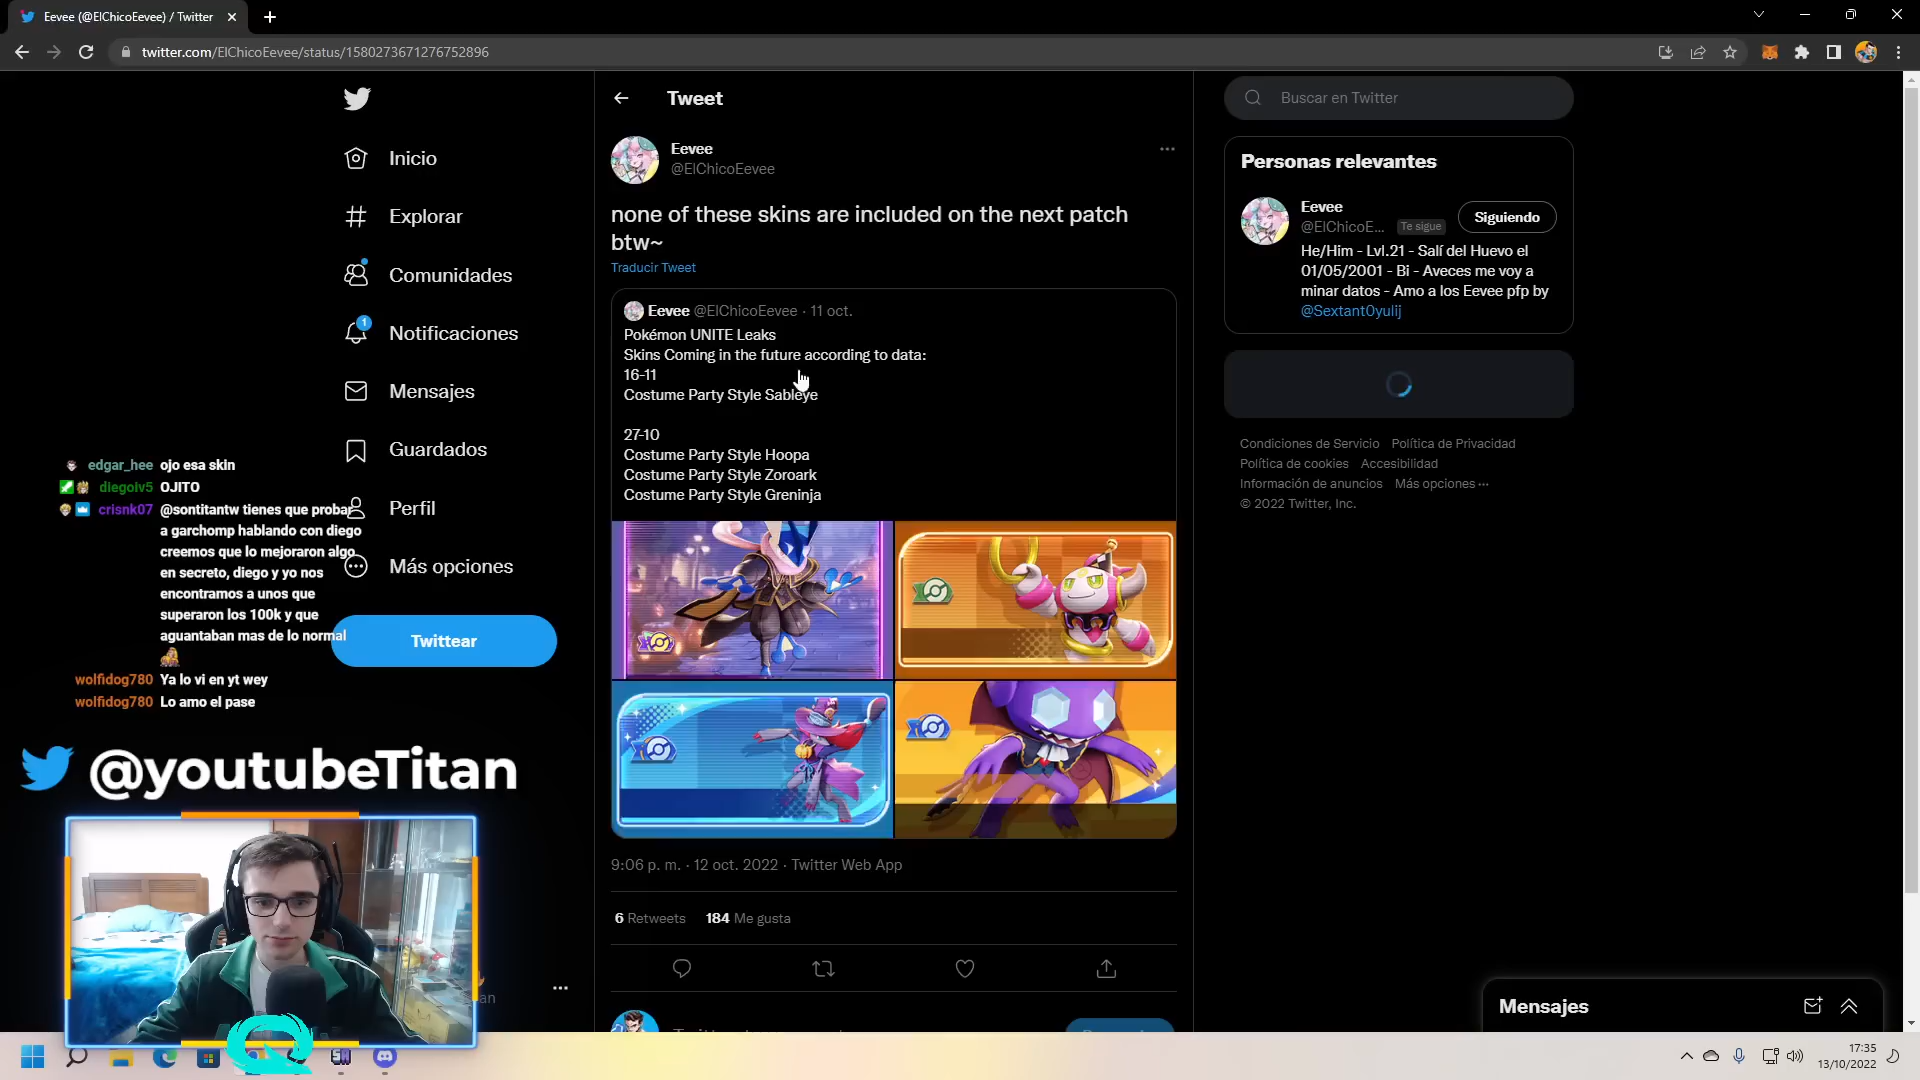 Eevee (@ElChicoEevee) / Twitter
twitter.com/ElChicoEevee/status/1580273671276752896
Inicio
Explorar
Comunidades
1
Notificaciones
Mensajes
Guardados
Perfil
Más opciones
Twittear
edgar_hee ojo esa skin
diegolv5 OJITO
crisnk07 @sontitantw tienes que probar
a garchomp hablando con diego
creemos que lo mejoraron algo
en secreto, diego y yo nos
encontramos a unos que
superaron los 100k y que
aguantaban mas de lo normal
wolfidog780 Ya lo vi en yt wey
wolfidog780 Lo amo el pase
@youtubeTitan
Tweet
Eevee
@ElChicoEevee
none of these skins are included on the next patch
btw~
Traducir Tweet
Eevee @ElChicoEevee · 11 oct.
Pokémon UNITE Leaks
Skins Coming in the future according to data:
16-11
Costume Party Style Sableye
27-10
Costume Party Style Hoopa
Costume Party Style Zoroark
Costume Party Style Greninja
9:06 p. m. · 12 oct. 2022 · Twitter Web App
6 Retweets 184 Me gusta
Buscar en Twitter
Personas relevantes
Eevee
@ElChicoE... Te sigue
Siguiendo
He/Him - Lvl.21 - Salí del Huevo el
01/05/2001 - Bi - Aveces me voy a
minar datos - Amo a los Eevee pfp by
@Sextant0yulij
Condiciones de Servicio Política de Privacidad
Política de cookies Accesibilidad
Información de anuncios Más opciones ···
© 2022 Twitter, Inc.
Mensajes
17:35
13/10/2022